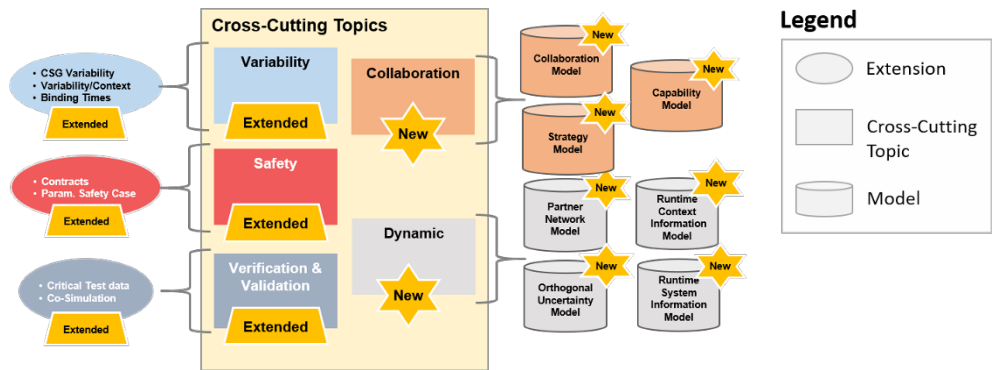 Cross-Cutting Topics
• CSG Variability
• Variability/Context
• Binding Times
Extended
Variability
Extended
Collaboration
New
Collaboration
Model
New
Capability
Model
New
Strategy
Model
New
• Contracts
• Param. Safety Case
Extended
Safety
Extended
Dynamic
New
Partner
Network
Model
New
Runtime
Context
Information
Model
New
• Critical Test data
• Co-Simulation
Extended
Verification &
Validation
Extended
Orthogonal
Uncertainty
Model
New
Runtime
System
Information
Model
New
Legend
Extension
Cross-Cutting
Topic
Model